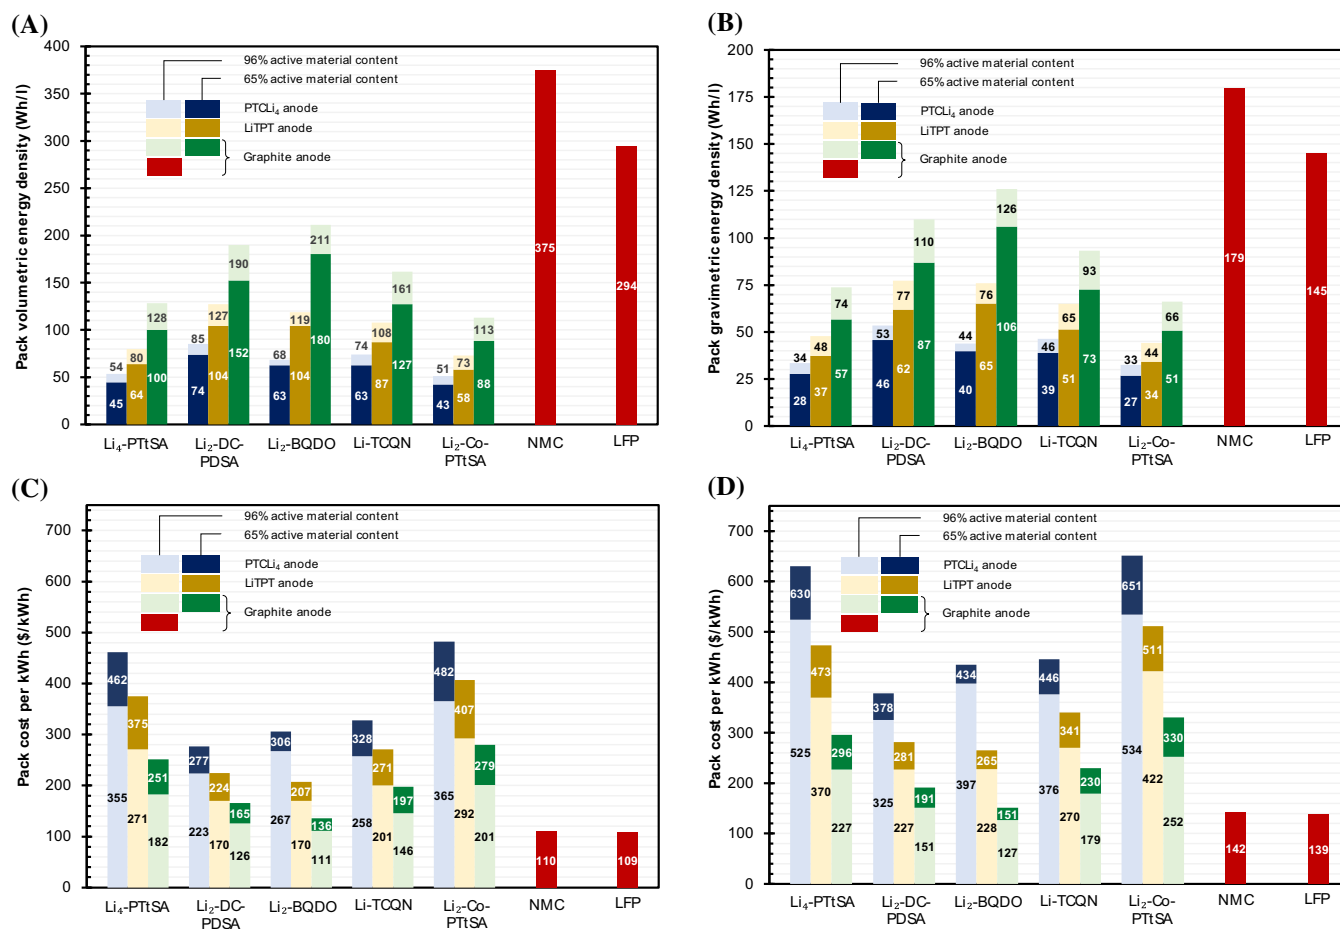 (A)
Pack volumetric energy density (Wh/l)
400
350
300
250
200
150
100
50
0
96% active material content
65% active material content
PTCLi₄ anode
LiTPT anode
Graphite anode
54
45
80
64
128
100
85
74
127
104
190
152
68
63
119
104
211
180
74
63
108
87
161
127
51
43
73
58
113
88
375
294
Li₄-PTtSA
Li₂-DC-
PDSA
Li₂-BQDO
Li-TCQN
Li₂-Co-
PTtSA
NMC
LFP
(B)
Pack gravimetric energy density (Wh/l)
200
175
150
125
100
75
50
25
0
96% active material content
65% active material content
PTCLi₄ anode
LiTPT anode
Graphite anode
34
28
48
37
74
57
53
46
77
62
110
87
44
40
76
65
126
106
46
39
65
51
93
73
33
27
44
34
66
51
179
145
Li₄-PTtSA
Li₂-DC-
PDSA
Li₂-BQDO
Li-TCQN
Li₂-Co-
PTtSA
NMC
LFP
(C)
Pack cost per kWh ($/kWh)
700
600
500
400
300
200
100
0
96% active material content
65% active material content
PTCLi₄ anode
LiTPT anode
Graphite anode
462
355
375
271
251
182
277
223
224
170
165
126
306
267
207
170
136
111
328
258
271
201
197
146
482
365
407
292
279
201
110
109
Li₄-PTtSA
Li₂-DC-
PDSA
Li₂-BQDO
Li-TCQN
Li₂-Co-
PTtSA
NMC
LFP
(D)
Pack cost per kWh ($/kWh)
700
600
500
400
300
200
100
0
96% active material content
65% active material content
PTCLi₄ anode
LiTPT anode
Graphite anode
630
525
473
370
296
227
378
325
281
227
191
151
434
397
265
228
151
127
446
376
341
270
230
179
651
534
511
422
330
252
142
139
Li₄-PTtSA
Li₂-DC-
PDSA
Li₂-BQDO
Li-TCQN
Li₂-Co-
PTtSA
NMC
LFP